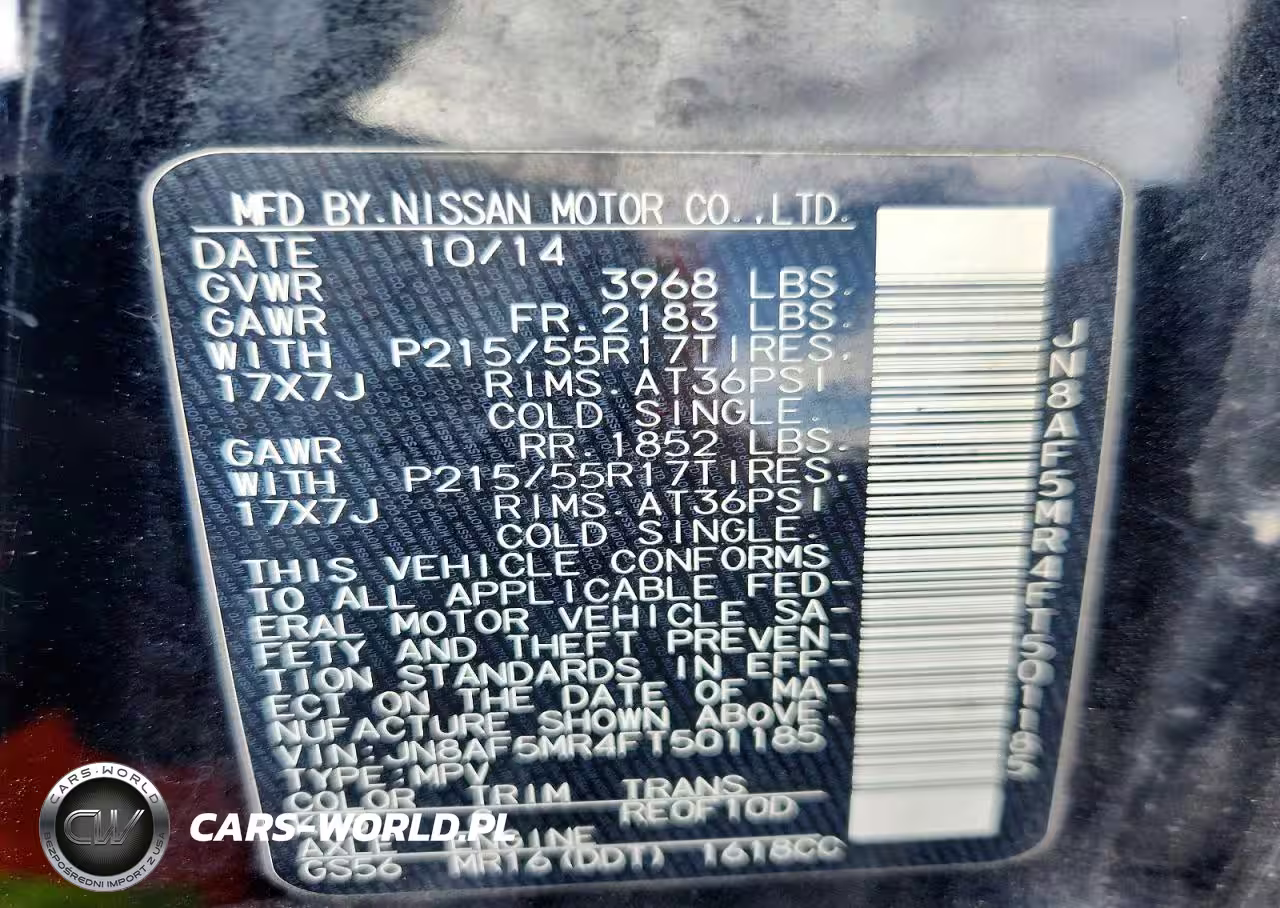 MFD BY.NISSAN MOTOR CO.,LTD.
DATE 10/14
GVWR 3968 LBS.
GAWR FR.2183 LBS.
WITH P215/55R17TIRES.
17X7J RIMS.AT36PSI
COLD SINGLE.
GAWR RR.1852 LBS.
WITH P215/55R17TIRES.
17X7J RIMS.AT36PSI
COLD SINGLE.
THIS VEHICLE CONFORMS
TO ALL APPLICABLE FED-
ERAL MOTOR VEHICLE SA-
FETY AND THEFT PREVEN-
TION STANDARDS IN EFF-
ECT ON THE DATE OF MA-
NUFACTURE SHOWN ABOVE.
VIN:JN8AF5MR4FT501185
TYPE:MPV
COLOR TRIM TRANS
RE0F10D
AXLE ENGINE
GS56 MR16(DDT) 1618CC
JN8AF5MR4FT501185
CARS-WORLD
CW
BEZPOŚREDNI IMPORT Z USA
CARS-WORLD.PL